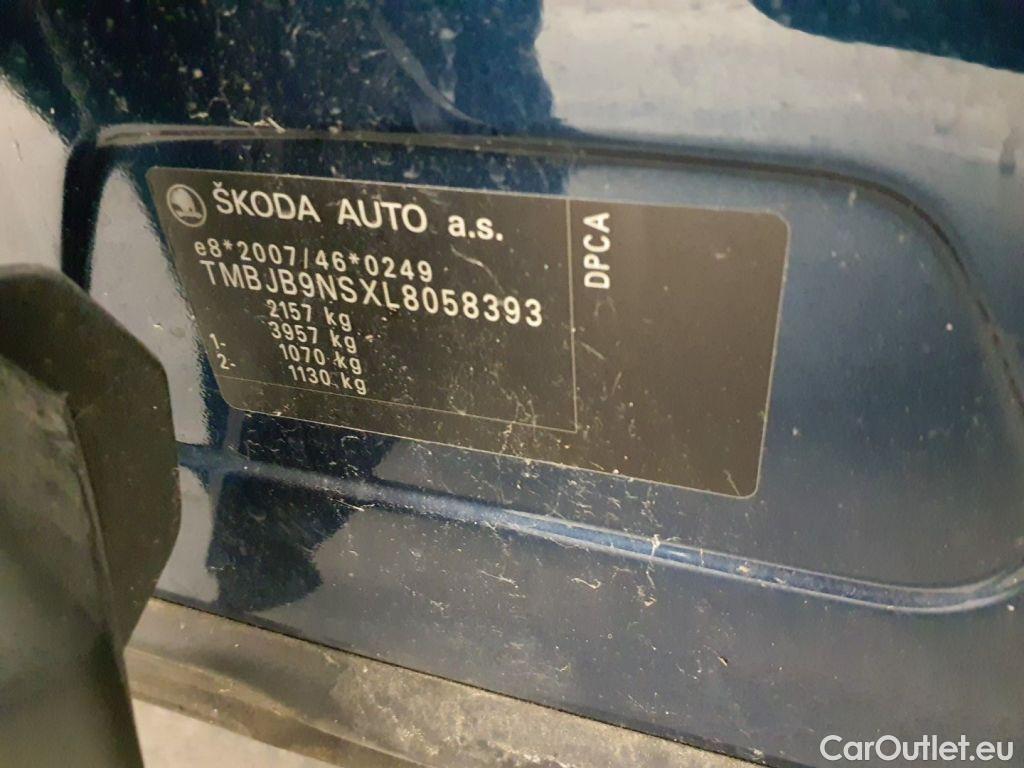 ŠKODA AUTO a.s.
e8*2007/46*0249
TMBJB9NSXL8058393
2157 kg
3957 kg
1- 1070 kg
2- 1130 kg
DPCA
CarOutlet.eu